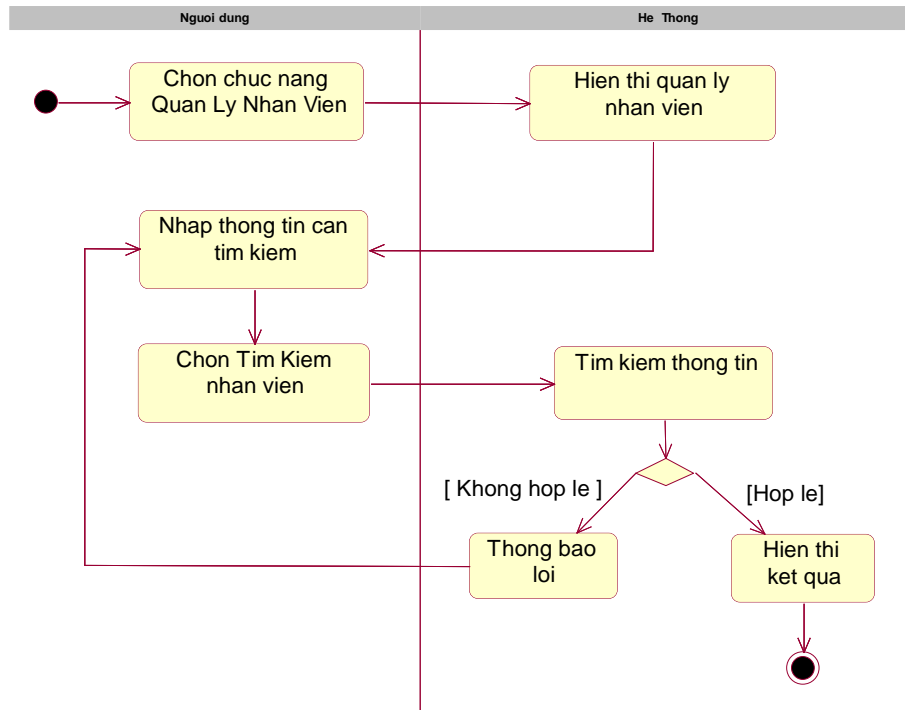 Nguoi dung
He Thong
Chon chuc nang
Quan Ly Nhan Vien
Hien thi quan ly
nhan vien
Nhap thong tin can
tim kiem
Chon Tim Kiem
nhan vien
Tim kiem thong tin
[ Khong hop le ]
[Hop le]
Thong bao
loi
Hien thi
ket qua